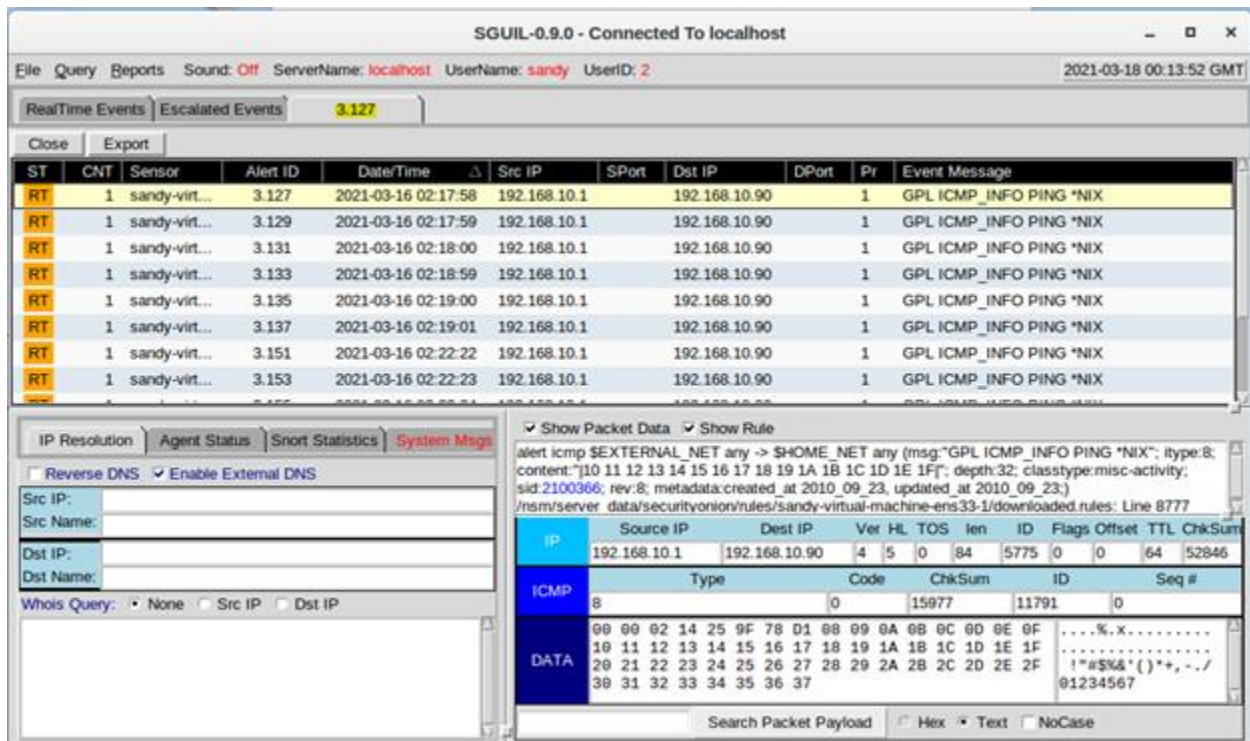 SGUIL-0.9.0 - Connected To localhost
File Query Reports Sound: Off ServerName: localhost UserName: sandy UserID: 2 2021-03-18 00:13:52 GMT
RealTime Events Escalated Events 3.127
Close Export
ST CNT Sensor Alert ID Date/Time Src IP SPort Dst IP DPort Pr Event Message
RT 1 sandy-virt... 3.127 2021-03-16 02:17:58 192.168.10.1 192.168.10.90 1 GPL ICMP_INFO PING *NIX
RT 1 sandy-virt... 3.129 2021-03-16 02:17:59 192.168.10.1 192.168.10.90 1 GPL ICMP_INFO PING *NIX
RT 1 sandy-virt... 3.131 2021-03-16 02:18:00 192.168.10.1 192.168.10.90 1 GPL ICMP_INFO PING *NIX
RT 1 sandy-virt... 3.133 2021-03-16 02:18:59 192.168.10.1 192.168.10.90 1 GPL ICMP_INFO PING *NIX
RT 1 sandy-virt... 3.135 2021-03-16 02:19:00 192.168.10.1 192.168.10.90 1 GPL ICMP_INFO PING *NIX
RT 1 sandy-virt... 3.137 2021-03-16 02:19:01 192.168.10.1 192.168.10.90 1 GPL ICMP_INFO PING *NIX
RT 1 sandy-virt... 3.151 2021-03-16 02:22:22 192.168.10.1 192.168.10.90 1 GPL ICMP_INFO PING *NIX
RT 1 sandy-virt... 3.153 2021-03-16 02:22:23 192.168.10.1 192.168.10.90 1 GPL ICMP_INFO PING *NIX
IP Resolution Agent Status Snort Statistics System Msgs
Reverse DNS Enable External DNS
Src IP:
Src Name:
Dst IP:
Dst Name:
Whois Query: None Src IP Dst IP
Show Packet Data Show Rule
alert icmp $EXTERNAL_NET any -> $HOME_NET any (msg:"GPL ICMP_INFO PING *NIX"; itype:8;
content:"|10 11 12 13 14 15 16 17 18 19 1A 1B 1C 1D 1E 1F|"; depth:32; classtype:misc-activity;
sid:2100366; rev:8; metadata:created_at 2010_09_23, updated_at 2010_09_23;)
/nsm/server_data/securityonion/rules/sandy-virtual-machine-ens33-1/downloaded.rules: Line 8777
IP
Source IP Dest IP Ver HL TOS len ID Flags Offset TTL ChkSum
192.168.10.1 192.168.10.90 4 5 0 84 5775 0 0 64 52846
ICMP
Type Code ChkSum ID Seq #
8 0 15977 11791 0
DATA
00 00 02 14 25 9F 78 D1 08 09 0A 0B 0C 0D 0E 0F ....%.x.........
10 11 12 13 14 15 16 17 18 19 1A 1B 1C 1D 1E 1F ................
20 21 22 23 24 25 26 27 28 29 2A 2B 2C 2D 2E 2F !"#$%&'()*+,-./
30 31 32 33 34 35 36 37 01234567
Search Packet Payload Hex Text NoCase